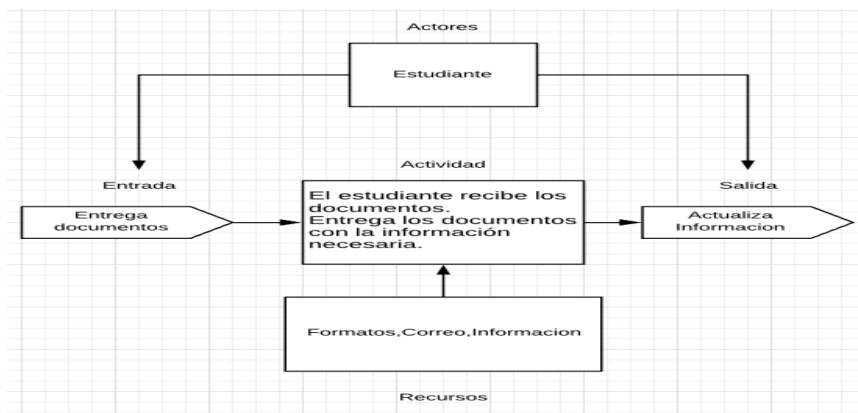 Actores
Estudiante
Actividad
Entrada
Salida
Entrega
documentos
El estudiante recibe los
documentos.
Entrega los documentos
con la información
necesaria.
Actualiza
Informacion
Formatos,Correo,Informacion
Recursos